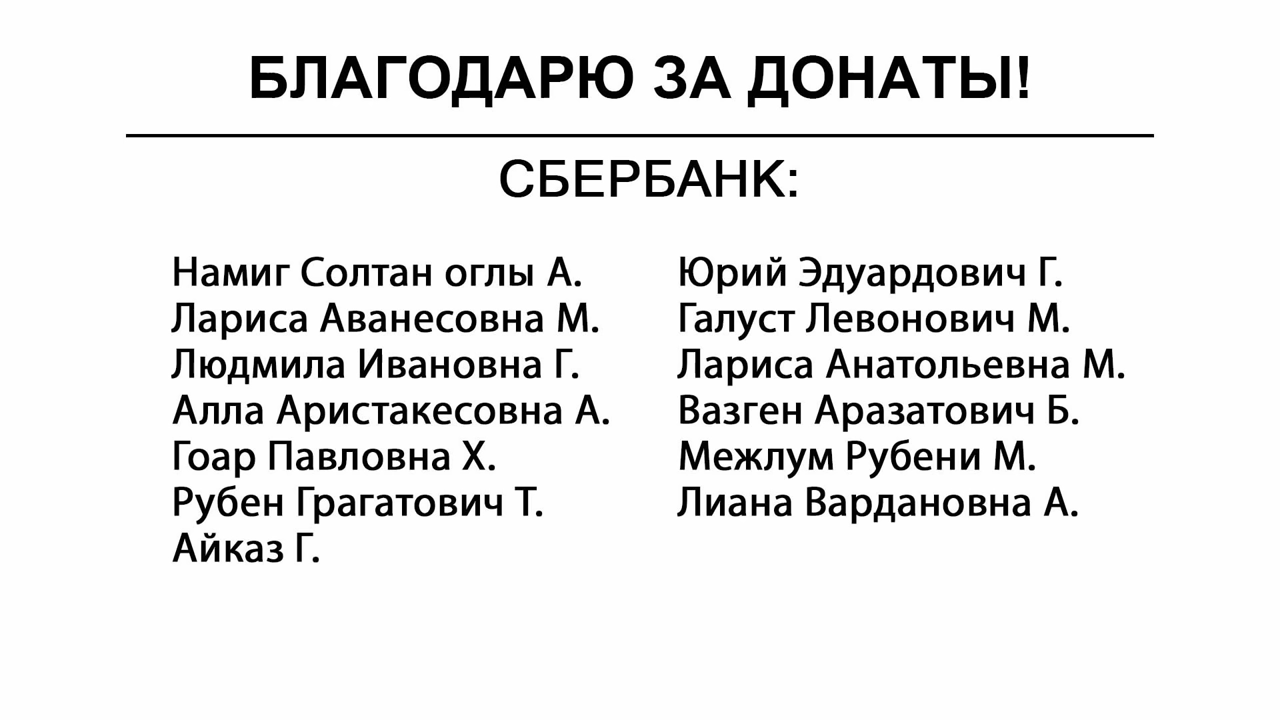 БЛАГОДАРЮ ЗА ДОНАТЫ!
СБЕРБАНК:
Намиг Солтан оглы А.
Лариса Аванесовна М.
Людмила Ивановна Г.
Алла Аристакесовна А.
Гоар Павловна Х.
Рубен Грагатович Т.
Айказ Г.
Юрий Эдуардович Г.
Галуст Левонович М.
Лариса Анатольевна М.
Вазген Аразатович Б.
Межлум Рубени М.
Лиана Вардановна А.